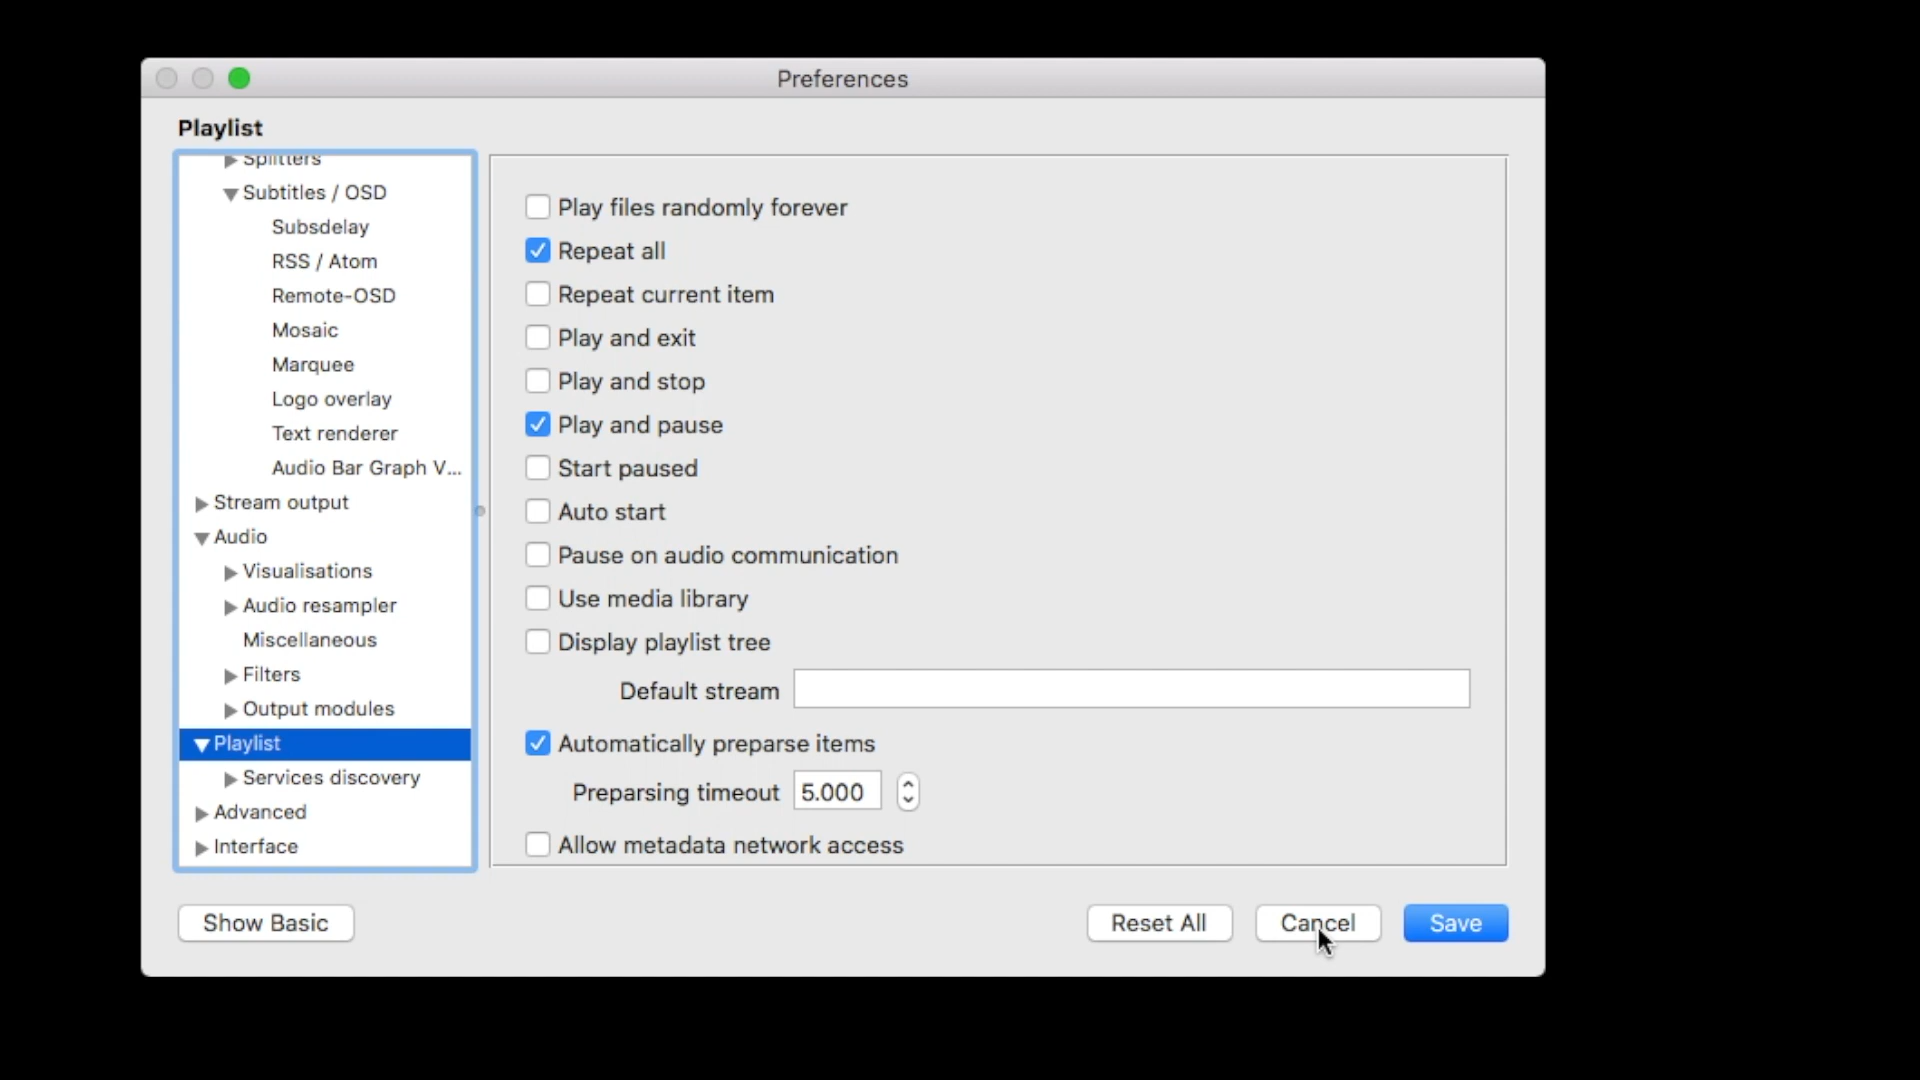 Preferences
Playlist
Splitters
Subtitles / OSD
Subsdelay
RSS / Atom
Remote-OSD
Mosaic
Marquee
Logo overlay
Text renderer
Audio Bar Graph V...
Stream output
Audio
Visualisations
Audio resampler
Miscellaneous
Filters
Output modules
Playlist
Services discovery
Advanced
Interface
Play files randomly forever
Repeat all
Repeat current item
Play and exit
Play and stop
Play and pause
Start paused
Auto start
Pause on audio communication
Use media library
Display playlist tree
Default stream
Automatically preparse items
Preparsing timeout 5.000
Allow metadata network access
Show Basic
Reset All
Cancel
Save